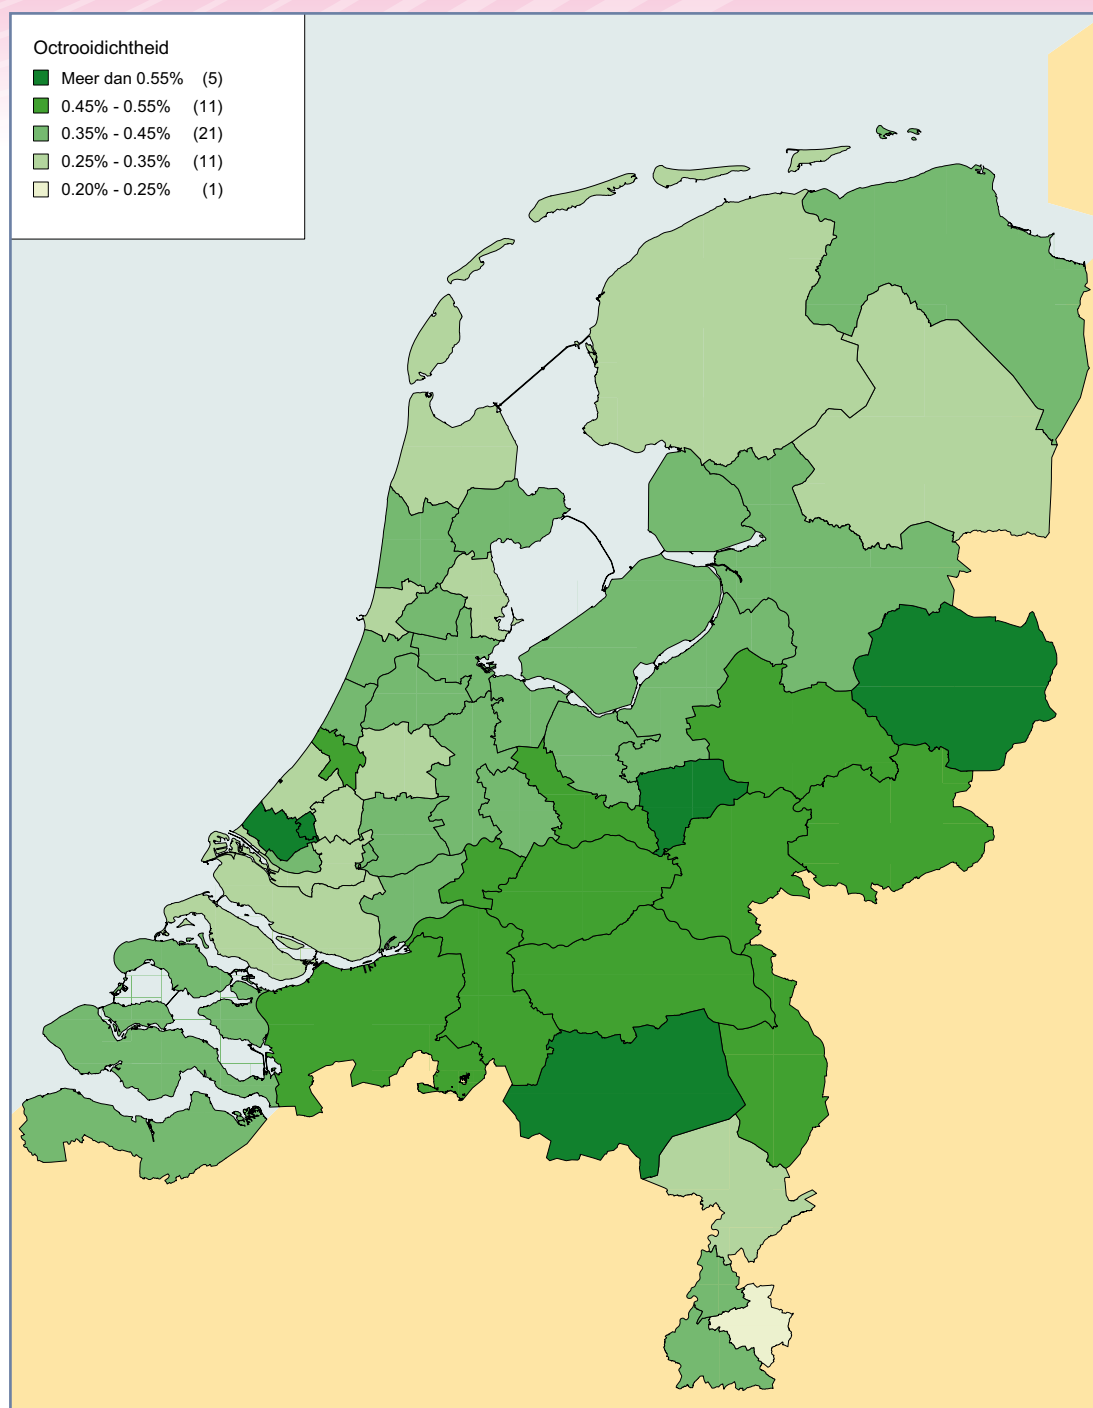 Octrooidichtheid
Meer dan 0.55% (5)
0.45% - 0.55% (11)
0.35% - 0.45% (21)
0.25% - 0.35% (11)
0.20% - 0.25% (1)